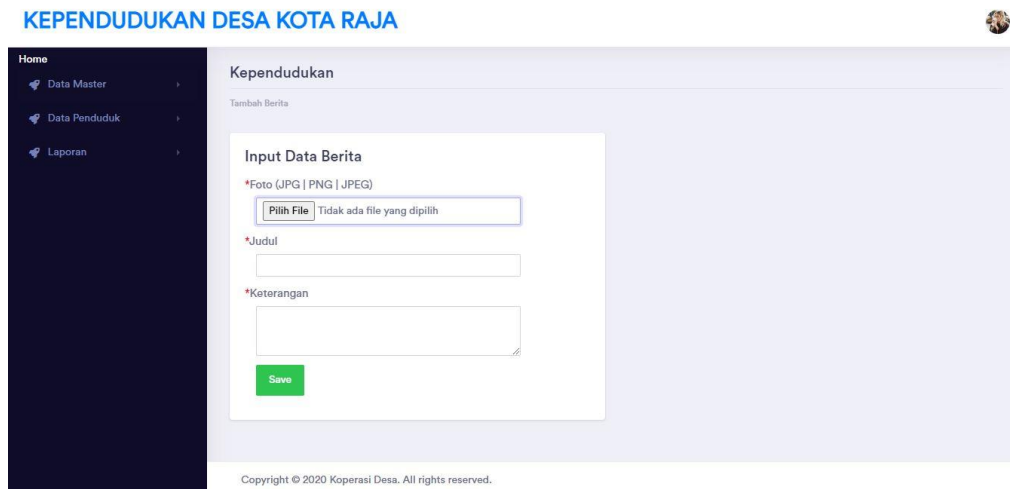 KEPENDUDUKAN DESA KOTA RAJA
Home
Data Master
Data Penduduk
Laporan
Kependudukan
Tambah Berita
Input Data Berita
*Foto (JPG | PNG | JPEG)
Pilih File Tidak ada file yang dipilih
*Judul
*Keterangan
Save
Copyright © 2020 Koperasi Desa. All rights reserved.